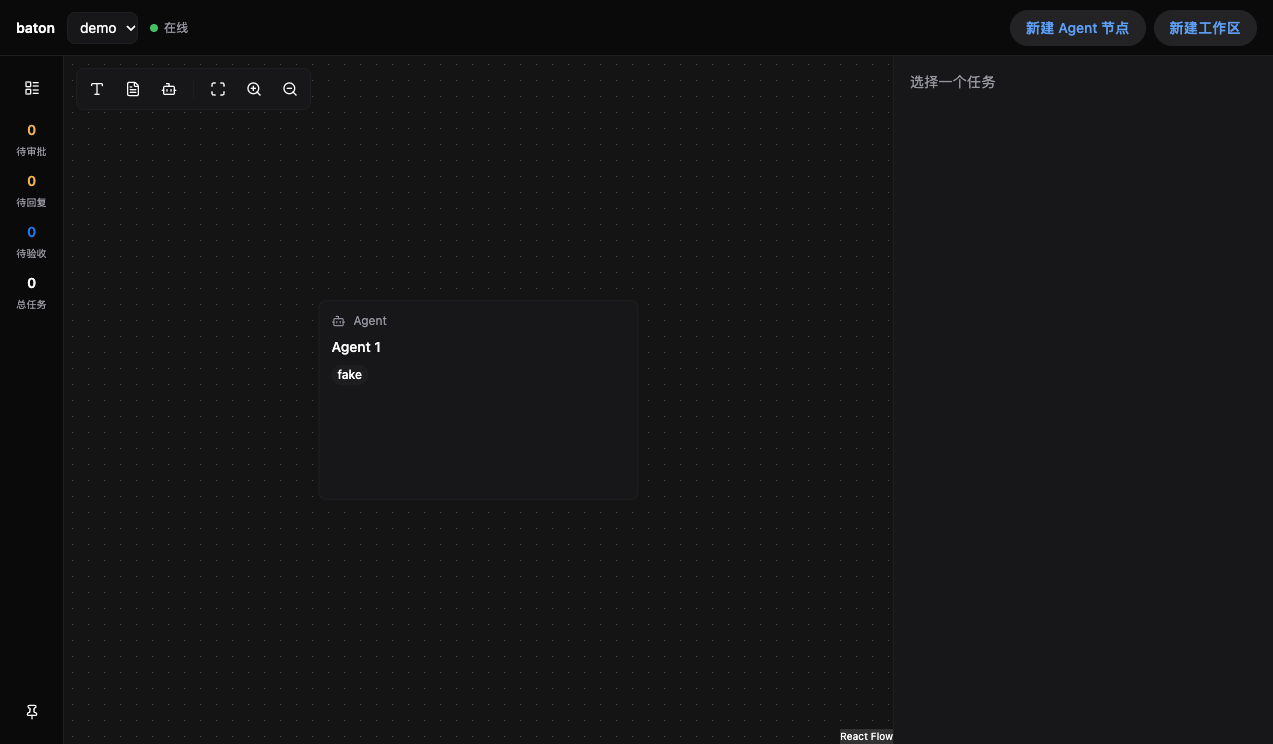 baton
demo
在线
新建 Agent 节点
新建工作区
0
待审批
0
待回复
0
待验收
0
总任务
Agent
Agent 1
fake
选择一个任务
React Flow